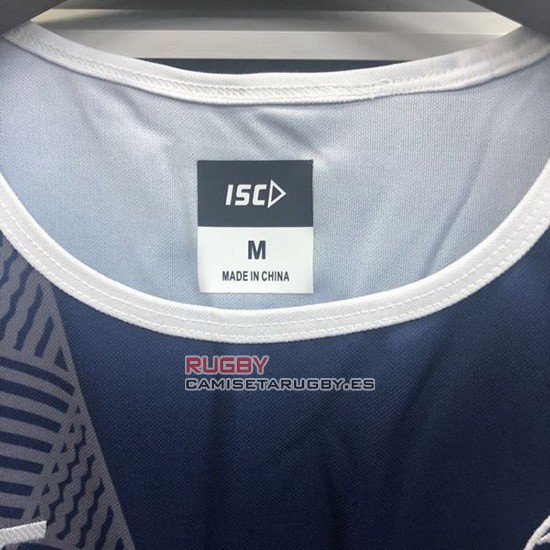 ISC
M
MADE IN CHINA
RUGBY
CAMISETARUGBY.ES